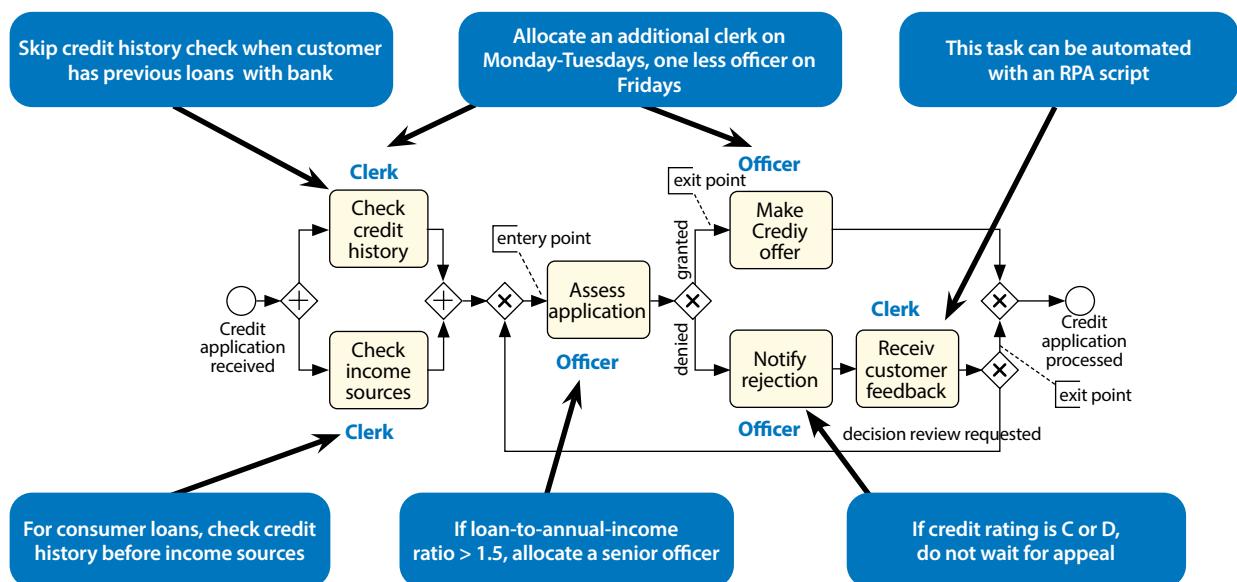 Skip credit history check when customer
has previous loans with bank
Allocate an additional clerk on
Monday-Tuesdays, one less officer on
Fridays
This task can be automated
with an RPA script
Clerk
Officer
exit point
Check
credit
history
Make
Crediy
offer
entery point
granted
Assess
application
Clerk
Credit
application
received
Credit
application
processed
denied
Check
income
sources
Notify
rejection
Receiv
customer
feedback
Officer
exit point
Clerk
Officer
decision review requested
For consumer loans, check credit
history before income sources
If loan-to-annual-income
ratio > 1.5, allocate a senior officer
If credit rating is C or D,
do not wait for appeal